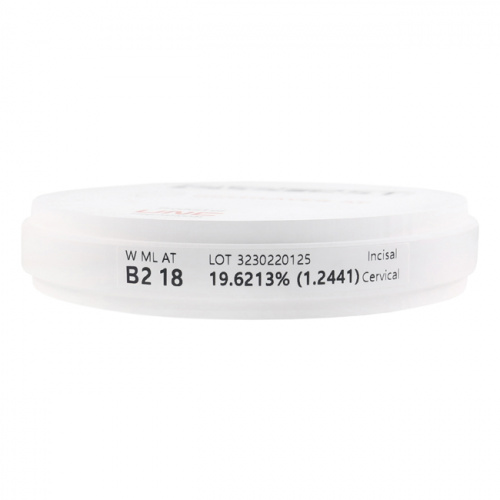 W ML AT LOT 3230220125 Incisal
B2 18 19.6213% (1.2441) Cervical